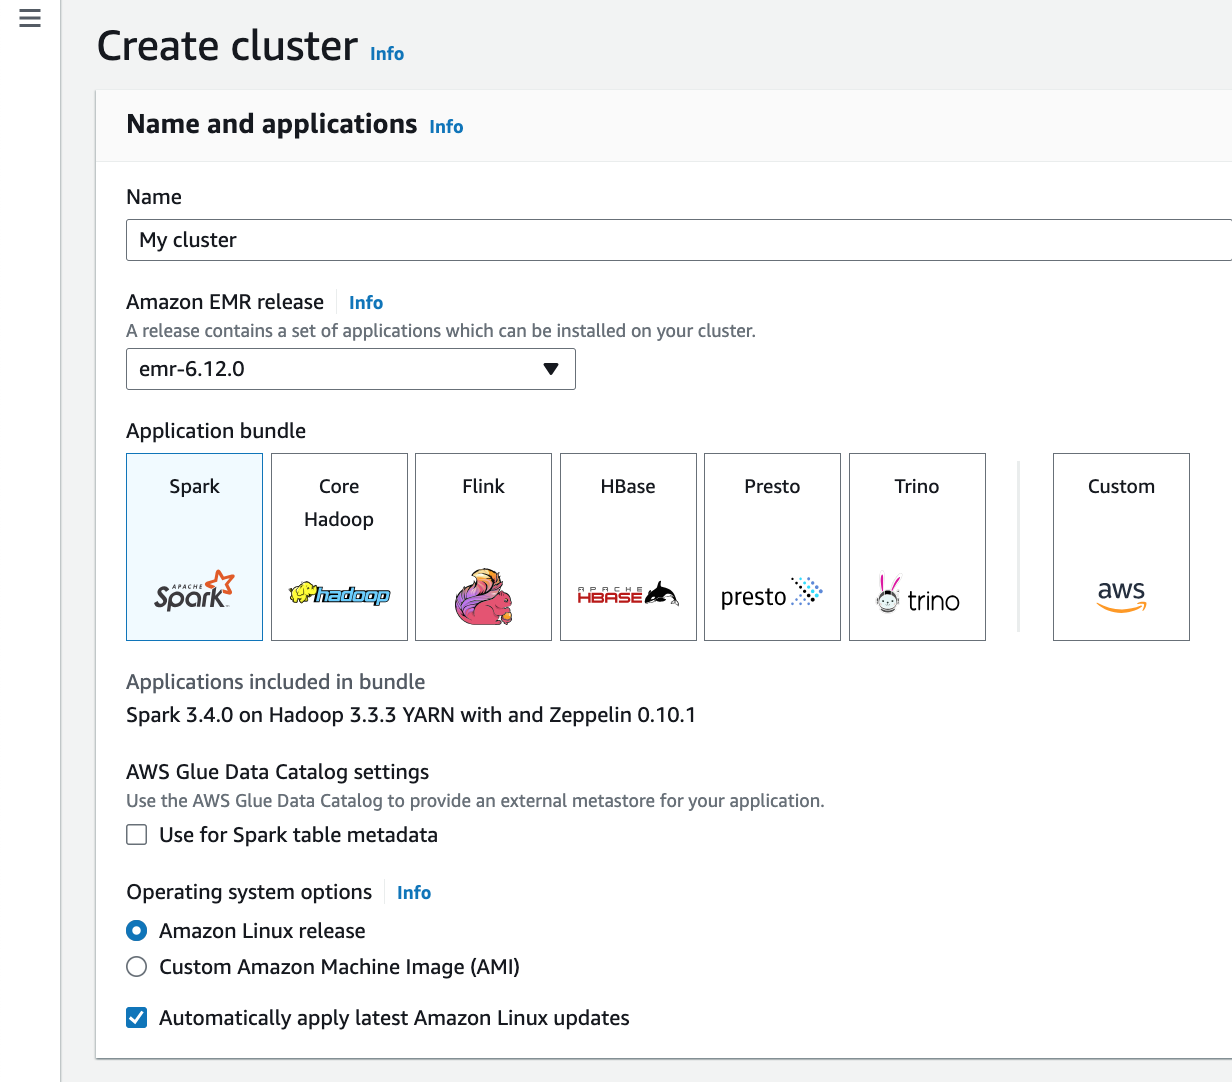 Create cluster Info
Name and applications Info
Name
My cluster
Amazon EMR release Info
A release contains a set of applications which can be installed on your cluster.
emr-6.12.0
Application bundle
Spark
APACHE
Spark
Core
Hadoop
hadoop
Flink
HBase
APACHE
HBASE
Presto
presto
Trino
trino
Custom
aws
Applications included in bundle
Spark 3.4.0 on Hadoop 3.3.3 YARN with and Zeppelin 0.10.1
AWS Glue Data Catalog settings
Use the AWS Glue Data Catalog to provide an external metastore for your application.
Use for Spark table metadata
Operating system options Info
Amazon Linux release
Custom Amazon Machine Image (AMI)
Automatically apply latest Amazon Linux updates